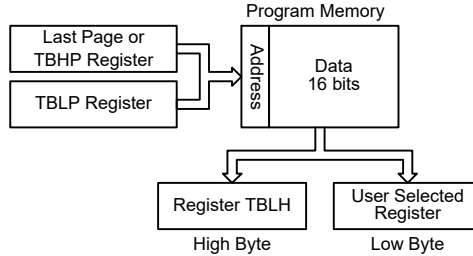 Program Memory
Last Page or
TBHP Register
TBLP Register
Address
Data
16 bits
Register TBLH
User Selected
Register
High Byte
Low Byte